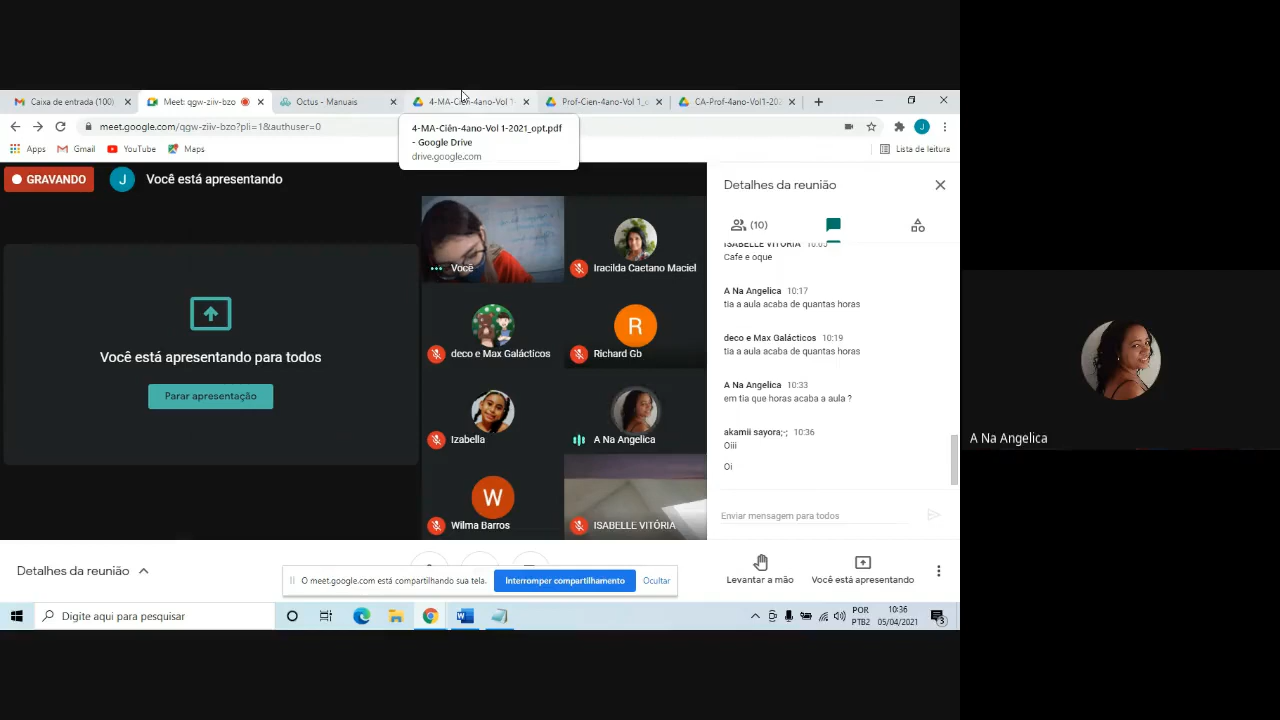 Caixa de entrada (100)
Meet: qgw-ziiv-bzo
Octus - Manuais
4-MA-Ciên-4ano-Vol 1-
Prof-Cien-4ano-Vol 1_
CA-Prof-4ano-Vol1-20
meet.google.com/qgw-ziiv-bzo?pli=1&authuser=0
4-MA-Ciên-4ano-Vol 1-2021_opt.pdf
- Google Drive
drive.google.com
Apps
Gmail
YouTube
Maps
Lista de leitura
GRAVANDO
J
Você está apresentando
Você está apresentando para todos
Parar apresentação
Você
Iracilda Caetano Maciel
deco e Max Galácticos
R
Richard Gb
Izabella
A Na Angelica
W
Wilma Barros
ISABELLE VITÓRIA
Detalhes da reunião
(10)
ISABELLE VITÓRIA
Cafe e oque
A Na Angelica 10:17
tia a aula acaba de quantas horas
deco e Max Galácticos 10:19
tia a aula acaba de quantas horas
A Na Angelica 10:33
em tia que horas acaba a aula ?
akamii sayora;-; 10:36
Oiii
Oi
Enviar mensagem para todos
A Na Angelica
Detalhes da reunião
O meet.google.com está compartilhando sua tela.
Interromper compartilhamento
Ocultar
Levantar a mão
Você está apresentando
Digite aqui para pesquisar
POR
PTB2
10:36
05/04/2021
3